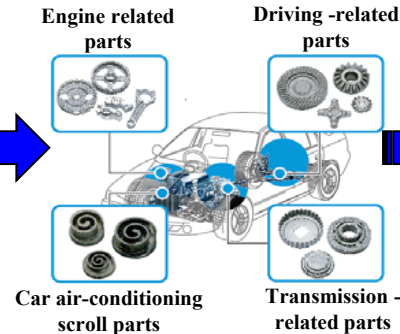 Engine related
parts
Driving -related
parts
Car air-conditioning
scroll parts
Transmission -
related parts